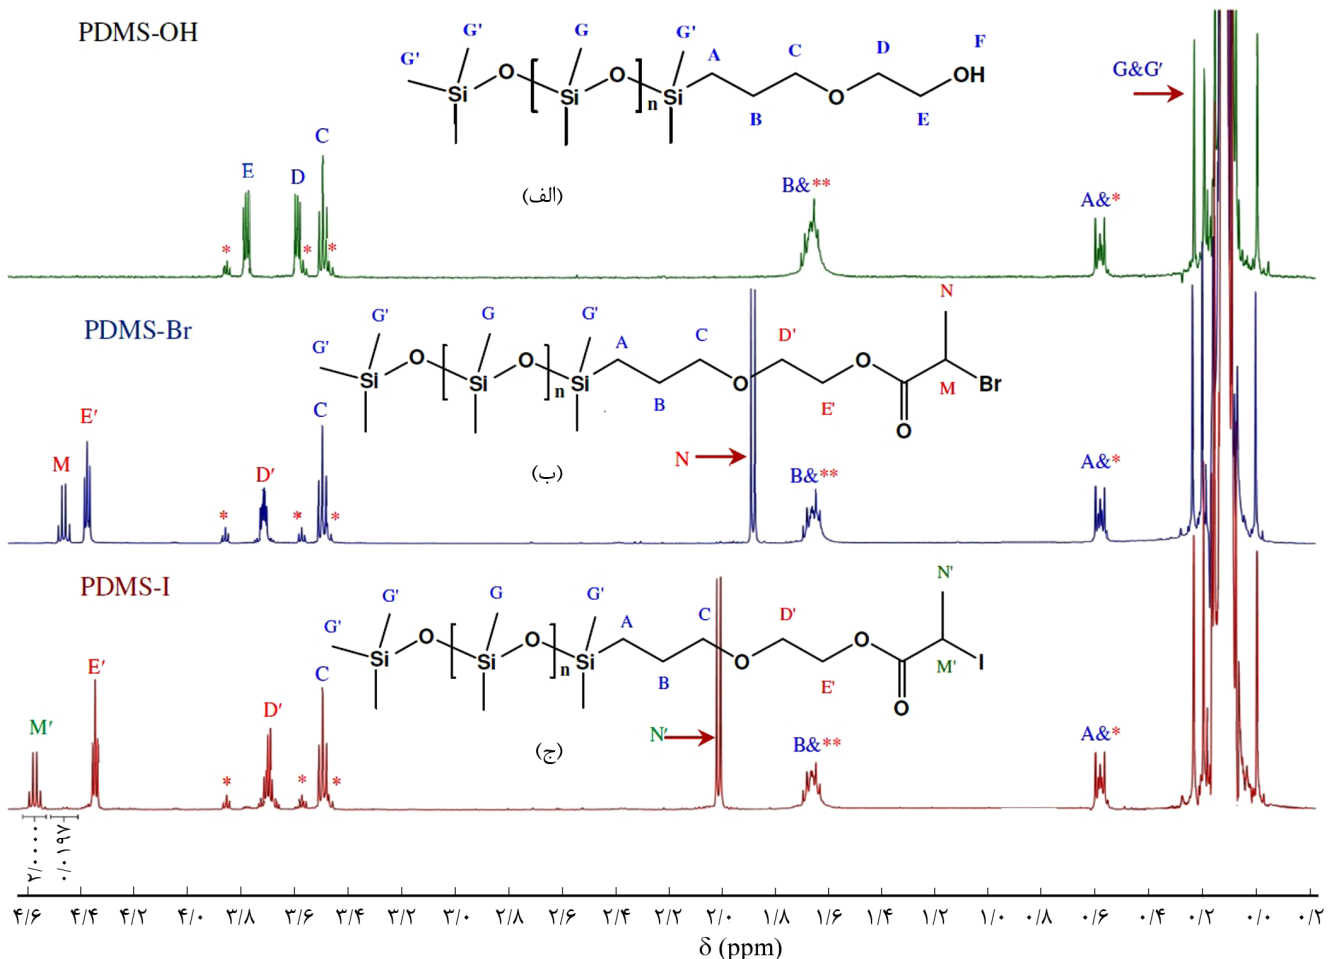 PDMS-OH
G' G G' A C D F
G' Si O [ Si O ] n Si O OH
B E
G&G'
(الف)
E D C B&** A&*
* * *
PDMS-Br
G' G G' A C D' N
G' Si O [ Si O ] n Si O O O Br
B E' M
N
(ب)
M E' D' C B&** A&*
* * *
PDMS-I
G' G G' A C D' N'
G' Si O [ Si O ] n Si O O O I
B E' M'
N'
(ج)
M' E' D' C B&** A&*
* * *
۲/۰۰۰۰ ۰/۰۱۹۷
۴/۶ ۴/۴ ۴/۲ ۴/۰ ۳/۸ ۳/۶ ۳/۴ ۳/۲ ۳/۰ ۲/۸ ۲/۶ ۲/۴ ۲/۲ ۲/۰ ۱/۸ ۱/۶ ۱/۴ ۱/۲ ۱/۰ ۰/۸ ۰/۶ ۰/۴ ۰/۲ ۰/۰ ۰/۲
δ (ppm)